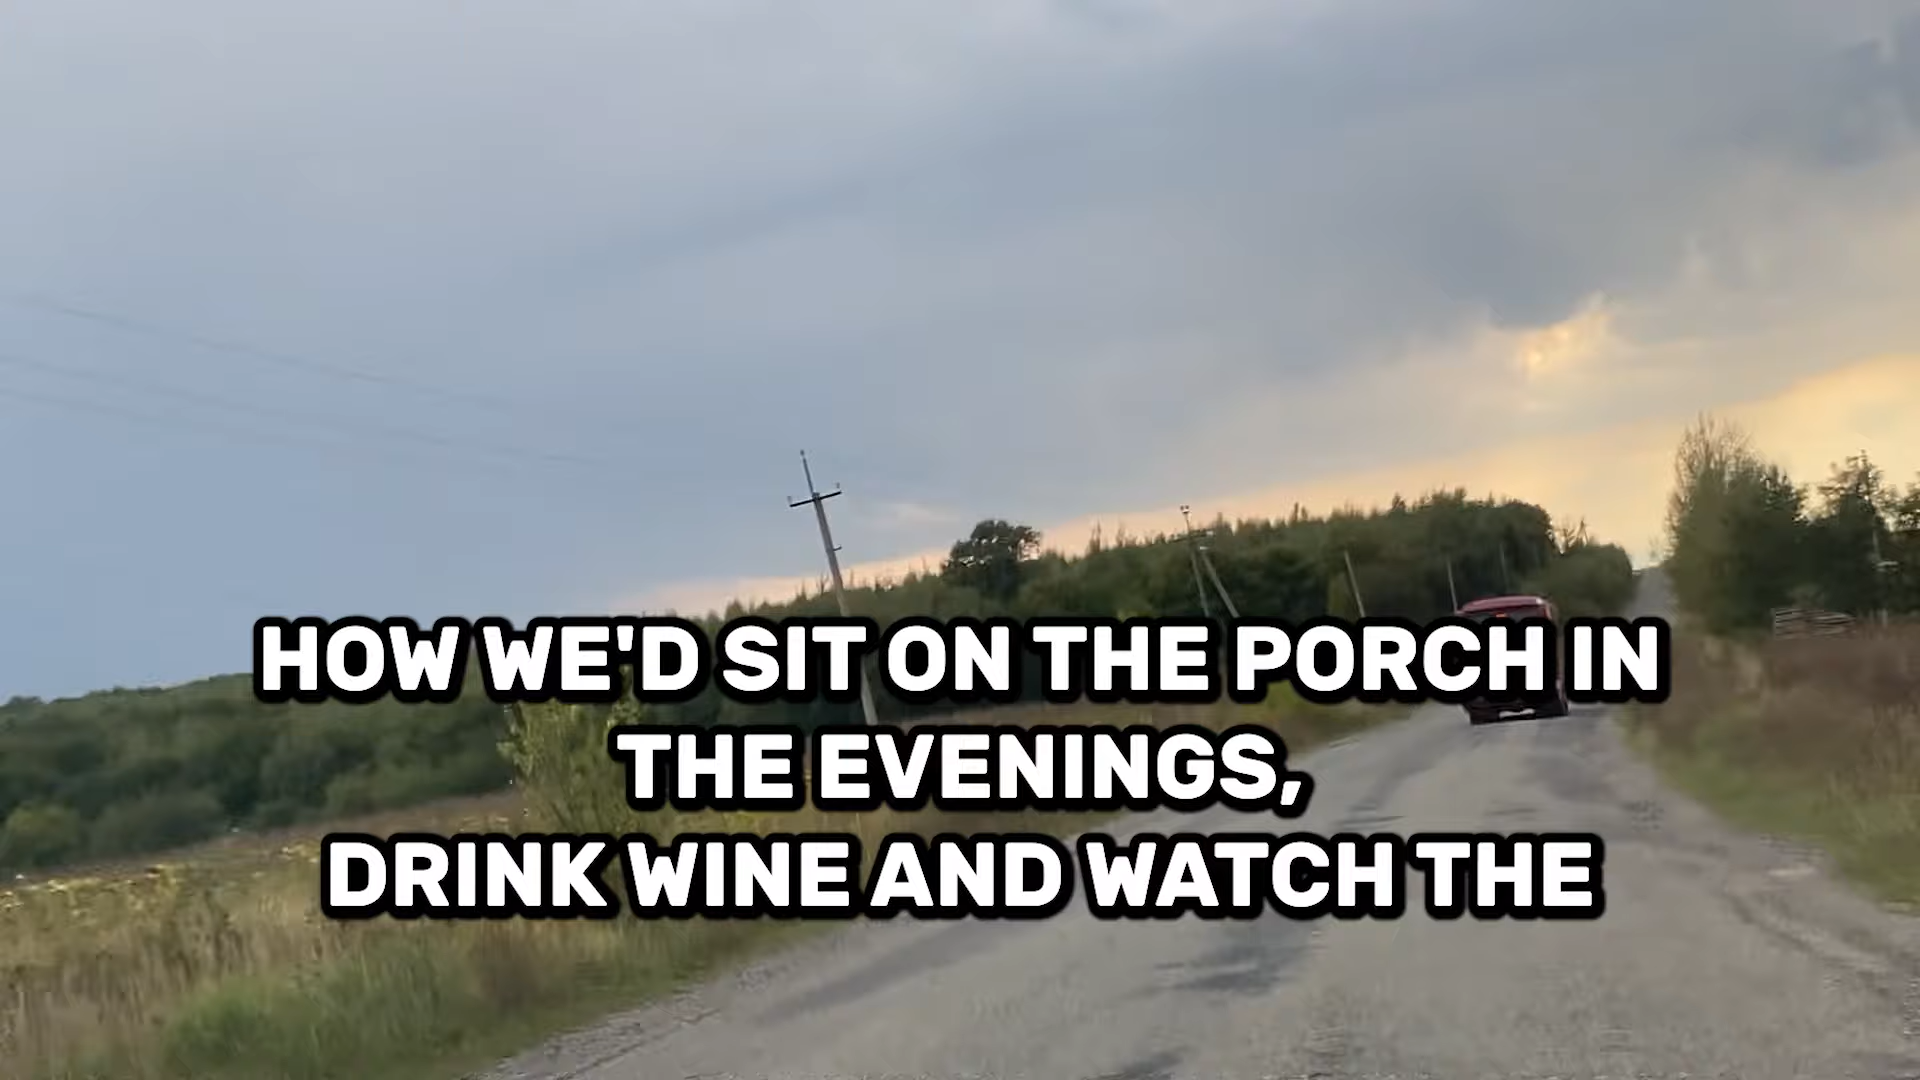 HOW WE'D SIT ON THE PORCH IN
THE EVENINGS,
DRINK WINE AND WATCH THE